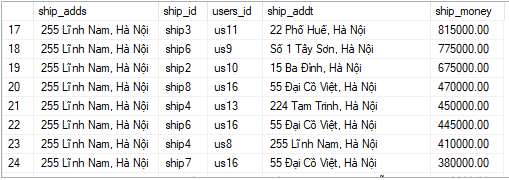 ship_adds ship_id users_id ship_addt ship_money
17 255 Lĩnh Nam, Hà Nội ship3 us11 22 Phố Huế, Hà Nội 815000.00
18 255 Lĩnh Nam, Hà Nội ship6 us9 Số 1 Tây Sơn, Hà Nội 775000.00
19 255 Lĩnh Nam, Hà Nội ship2 us10 15 Ba Đình, Hà Nội 675000.00
20 255 Lĩnh Nam, Hà Nội ship8 us16 55 Đại Cồ Việt, Hà Nội 470000.00
21 255 Lĩnh Nam, Hà Nội ship4 us13 224 Tam Trinh, Hà Nội 450000.00
22 255 Lĩnh Nam, Hà Nội ship6 us16 55 Đại Cồ Việt, Hà Nội 445000.00
23 255 Lĩnh Nam, Hà Nội ship4 us8 255 Lĩnh Nam, Hà Nội 410000.00
24 255 Lĩnh Nam, Hà Nội ship7 us16 55 Đại Cồ Việt, Hà Nội 380000.00